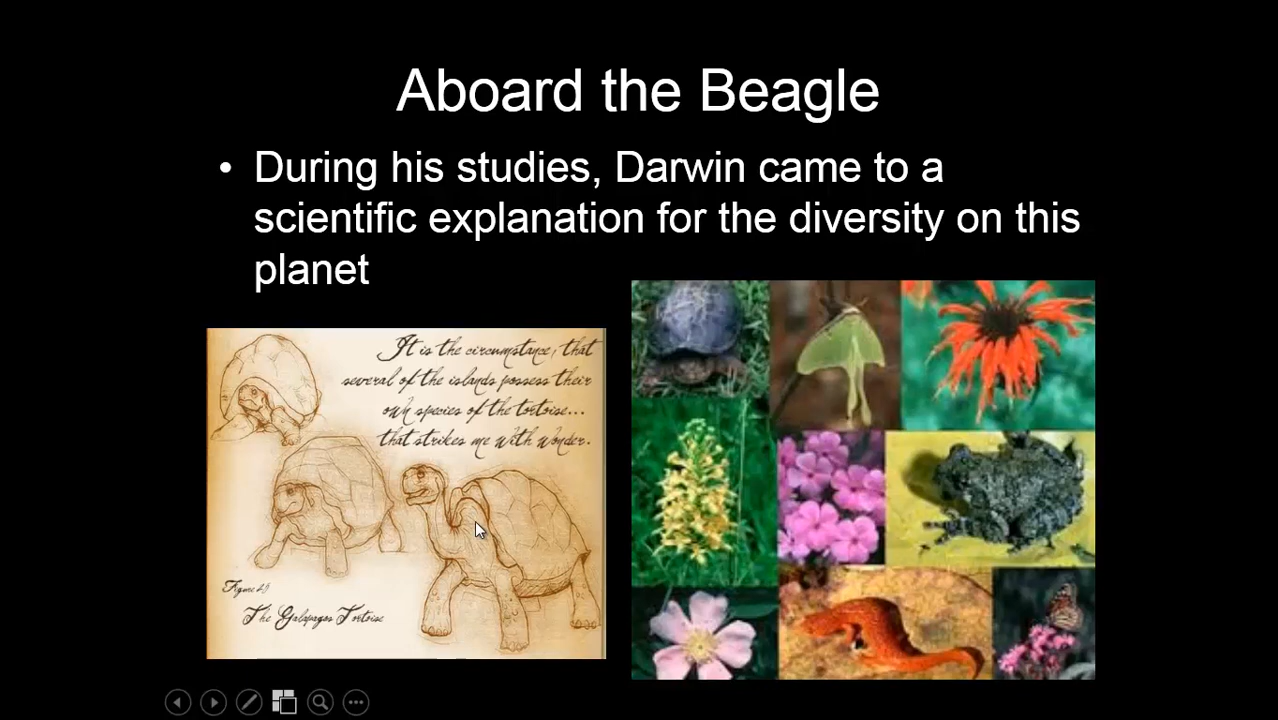 Aboard the Beagle
• During his studies, Darwin came to a
scientific explanation for the diversity on this
planet
It is the circumstance, that
several of the islands possess their
own species of the tortoise...
that strikes me with wonder.
Figure 45
The Galapagos Tortoise